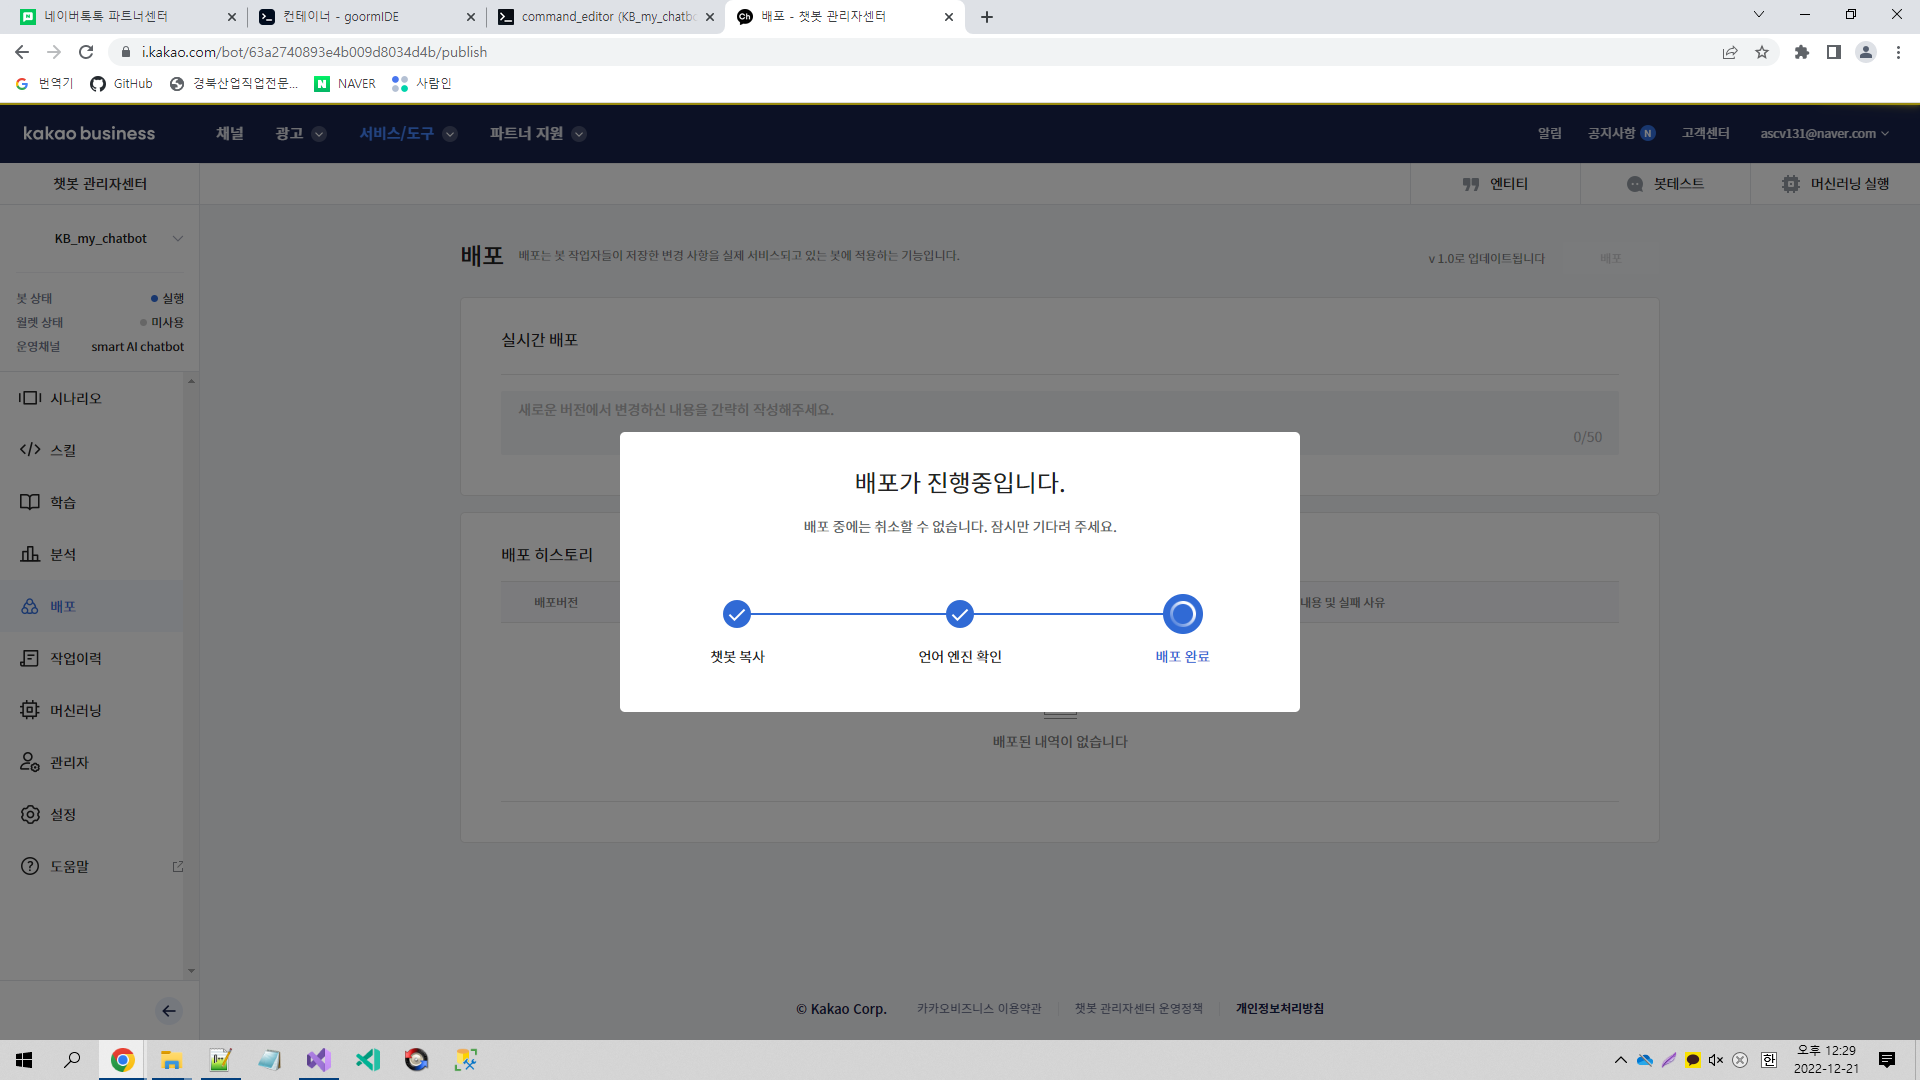 네이버톡톡 파트너센터
컨테이너 - goormIDE
command_editor (KB_my_chatbo
배포 - 챗봇 관리자센터
i.kakao.com/bot/63a2740893e4b009d8034d4b/publish
번역기
GitHub
경북산업직업전문...
NAVER
사람인
kakao business
채널
광고
서비스/도구
파트너 지원
알림
공지사항 N
고객센터
ascv131@naver.com
챗봇 관리자센터
엔티티
봇테스트
머신러닝 실행
KB_my_chatbot
봇 상태 실행
월렛 상태 미사용
운영채널 smart AI chatbot
시나리오
스킬
학습
분석
배포
작업이력
머신러닝
관리자
설정
도움말
배포
배포는 봇 작업자들이 저장한 변경 사항을 실제 서비스되고 있는 봇에 적용하는 기능입니다.
v 1.0로 업데이트됩니다
배포
실시간 배포
새로운 버전에서 변경하신 내용을 간략히 작성해주세요.
0/50
배포가 진행중입니다.
배포 중에는 취소할 수 없습니다. 잠시만 기다려 주세요.
챗봇 복사
언어 엔진 확인
배포 완료
배포 히스토리
배포버전
내용 및 실패 사유
배포된 내역이 없습니다
© Kakao Corp.
카카오비즈니스 이용약관
챗봇 관리자센터 운영정책
개인정보처리방침
한
오후 12:29
2022-12-21